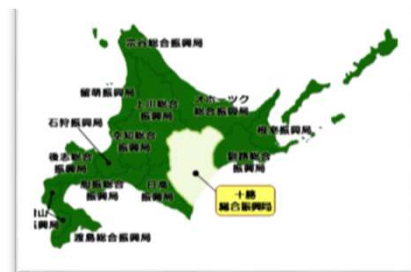 宗谷総合振興局
留萌振興局
上川総合
振興局
オホーツク
総合振興局
石狩振興局
空知総合
振興局
根室振興局
後志総合
振興局
釧路総合
振興局
胆振総合
振興局
日高
振興局
十勝
総合振興局
山
振興局
渡島総合振興局